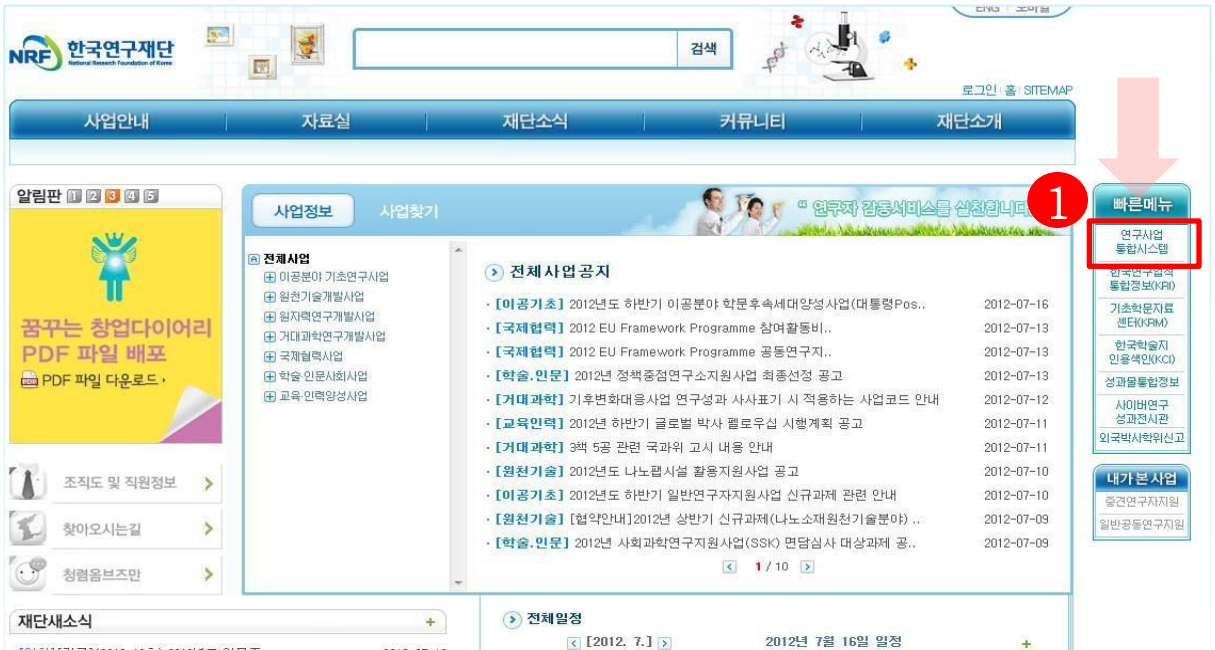 NRF 한국연구재단
National Research Foundation of Korea
검색
ENG 모바일
로그인 홈 SITEMAP
사업안내 자료실 재단소식 커뮤니티 재단소개
알림판 1 2 3 4 5
꿈꾸는 창업다이어리
PDF 파일 배포
PDF 파일 다운로드
조직도 및 직원정보
찾아오시는길
청렴옴브즈만
재단새소식
사업정보 사업찾기
“ 연구자 감동서비스를 실천합니다
전체사업
이공분야 기초연구사업
원천기술개발사업
원자력연구개발사업
거대과학연구개발사업
국제협력사업
학술·인문사회사업
교육·인력양성사업
전체사업공지
· [이공기초] 2012년도 하반기 이공분야 학문후속세대양성사업(대통령Pos.. 2012-07-16
· [국제협력] 2012 EU Framework Programme 참여활동비.. 2012-07-13
· [국제협력] 2012 EU Framework Programme 공동연구지.. 2012-07-13
· [학술.인문] 2012년 정책중점연구소지원사업 최종선정 공고 2012-07-13
· [거대과학] 기후변화대응사업 연구성과 사사표기 시 적용하는 사업코드 안내 2012-07-12
· [교육인력] 2012년 하반기 글로벌 박사 펠로우십 시행계획 공고 2012-07-11
· [거대과학] 3책 5공 관련 국과위 고시 내용 안내 2012-07-11
· [원천기술] 2012년도 나노팹시설 활용지원사업 공고 2012-07-10
· [이공기초] 2012년도 하반기 일반연구자지원사업 신규과제 관련 안내 2012-07-10
· [원천기술] [협약안내]2012년 상반기 신규과제(나노소재원천기술분야) .. 2012-07-09
· [학술.인문] 2012년 사회과학연구지원사업(SSK) 면담심사 대상과제 공.. 2012-07-09
< 1 / 10 >
전체일정
< [2012. 7.] >
2012년 7월 16일 일정 +
1
빠른메뉴
연구사업
통합시스템
한국연구업적
통합정보(KRI)
기초학문자료
센터(KRM)
한국학술지
인용색인(KCI)
성과물통합정보
사이버연구
성과전시관
외국박사학위신고
내가 본 사업
중견연구자지원
일반공동연구지원